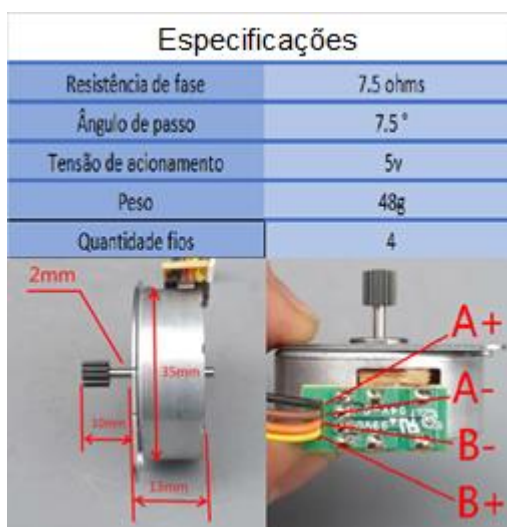 Especificações
Resistência de fase 7.5 ohms
Ângulo de passo 7.5 °
Tensão de acionamento 5v
Peso 48g
Quantidade fios 4
2mm
35mm
10mm
13mm
A+
A-
B-
B+